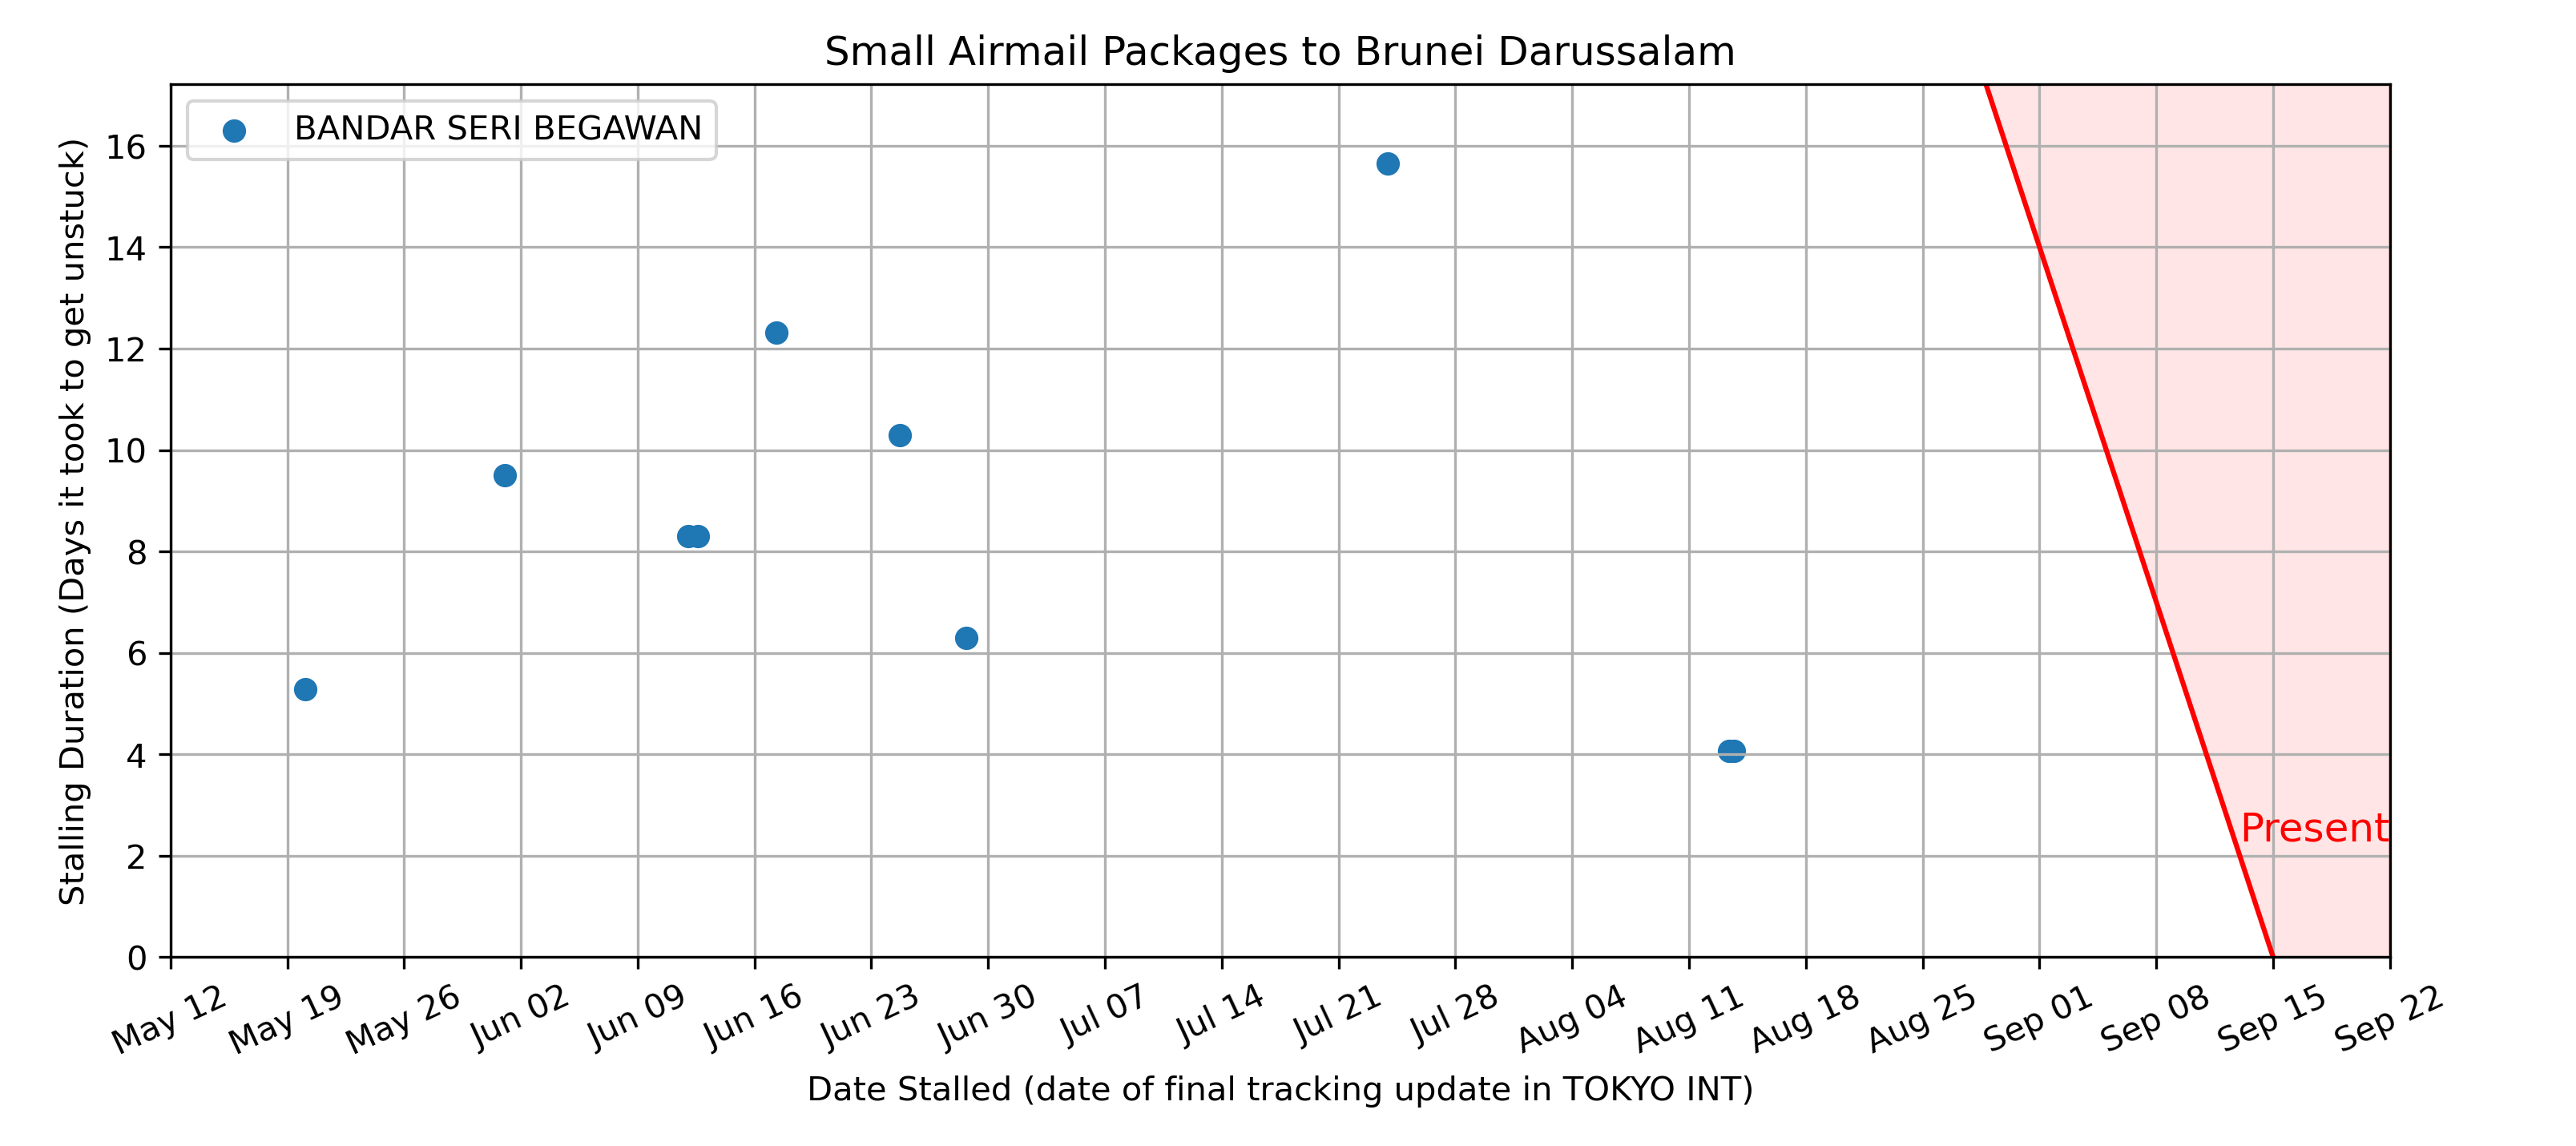 Small Airmail Packages to Brunei Darussalam
BANDAR SERI BEGAWAN
Stalling Duration (Days it took to get unstuck)
16
14
12
10
8
6
4
2
0
Present
May 12 May 19 May 26 Jun 02 Jun 09 Jun 16 Jun 23 Jun 30 Jul 07 Jul 14 Jul 21 Jul 28 Aug 04 Aug 11 Aug 18 Aug 25 Sep 01 Sep 08 Sep 15 Sep 22
Date Stalled (date of final tracking update in TOKYO INT)